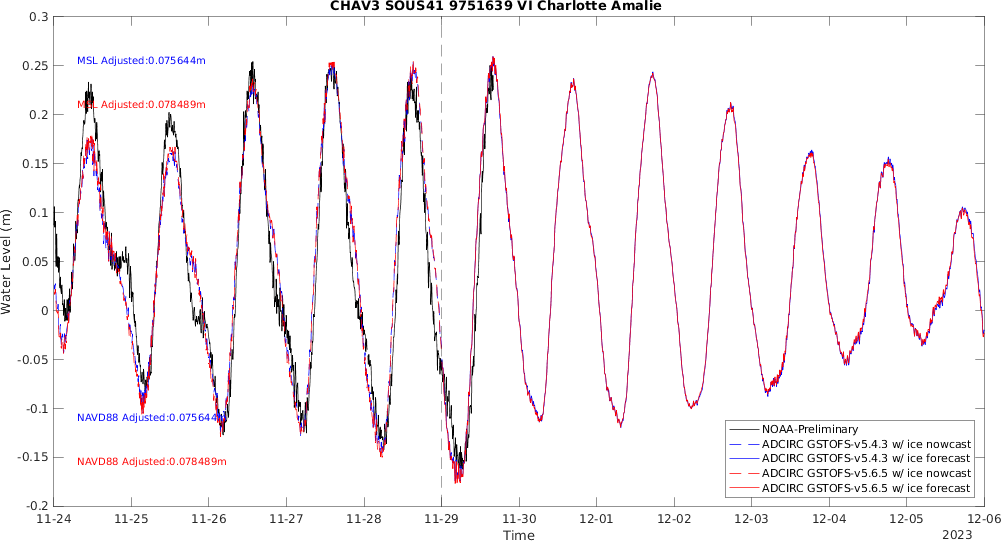 CHAV3 SOUS41 9751639 VI Charlotte Amalie
0.3
0.25
0.2
0.15
0.1
0.05
0
-0.05
-0.1
-0.15
-0.2
Water Level (m)
MSL Adjusted:0.075644m
MSL Adjusted:0.078489m
NAVD88 Adjusted:0.075644m
NAVD88 Adjusted:0.078489m
NOAA-Preliminary
ADCIRC GSTOFS-v5.4.3 w/ ice nowcast
ADCIRC GSTOFS-v5.4.3 w/ ice forecast
ADCIRC GSTOFS-v5.6.5 w/ ice nowcast
ADCIRC GSTOFS-v5.6.5 w/ ice forecast
11-24 11-25 11-26 11-27 11-28 11-29 11-30 12-01 12-02 12-03 12-04 12-05 12-06
Time
2023